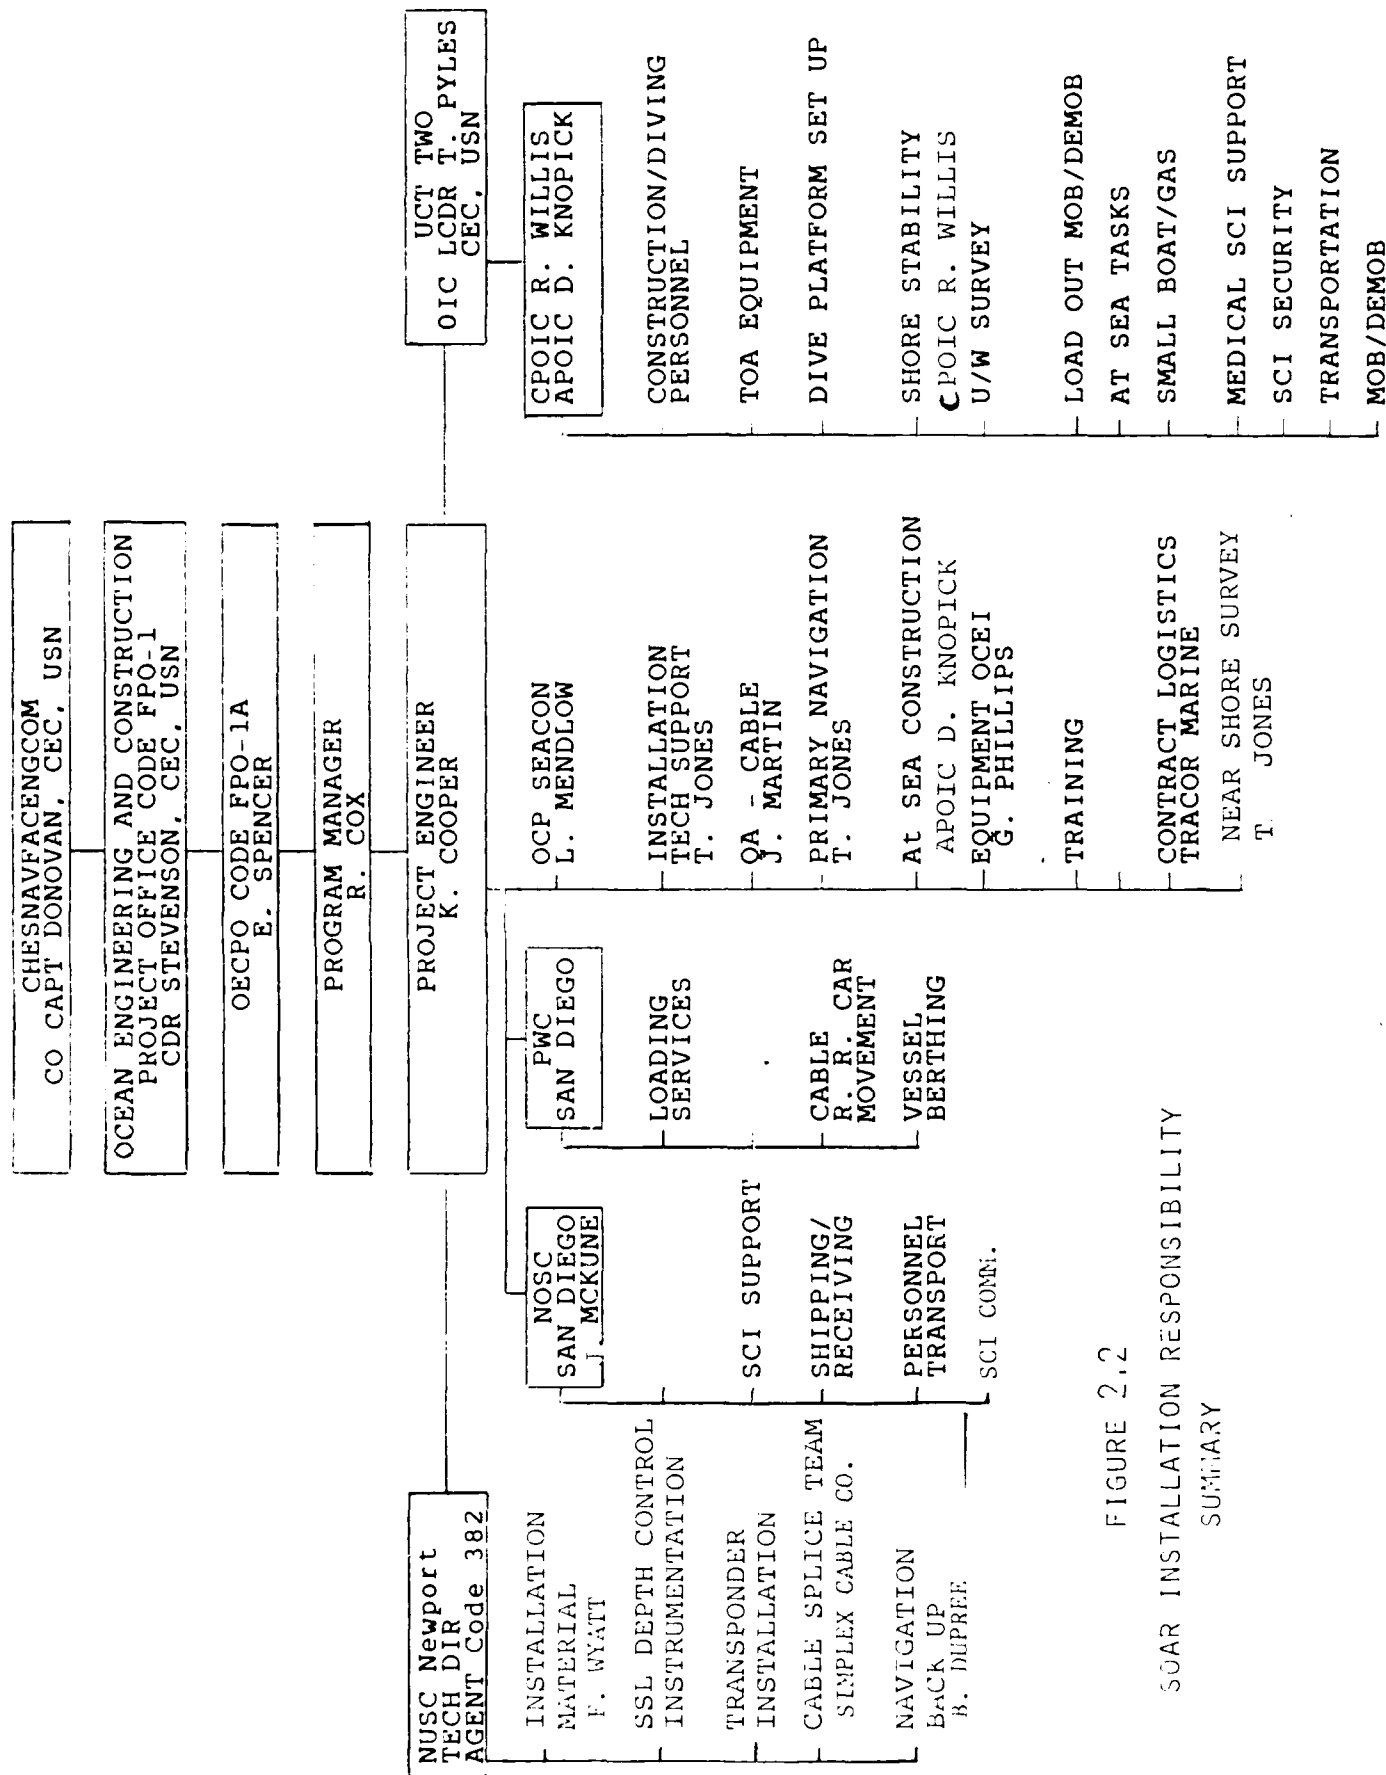 CHESNAVFACENGCOM
CO CAPT DONOVAN, CEC, USN
OCEAN ENGINEERING AND CONSTRUCTION
PROJECT OFFICE CODE FPO-1
CDR STEVENSON, CEC, USN
OECPO CODE FPO-1A
E. SPENCER
PROGRAM MANAGER
R. COX
PROJECT ENGINEER
K. COOPER
NUSC Newport
TECH DIR
AGENT Code 382
INSTALLATION
MATERIAL
F. WYATT
SSL DEPTH CONTROL
INSTRUMENTATION
TRANSPONDER
INSTALLATION
CABLE SPLICE TEAM
SIMPLEX CABLE CO.
NAVIGATION
BACK UP
B. DUPREE
NOSC
SAN DIEGO
J. MCKUNE
SCI SUPPORT
SHIPPING/
RECEIVING
PERSONNEL
TRANSPORT
SCI COMM.
PWC
SAN DIEGO
LOADING
SERVICES
CABLE
R. R. CAR
MOVEMENT
VESSEL
BERTHING
OCP SEACON
L. MENDLOW
INSTALLATION
TECH SUPPORT
T. JONES
QA - CABLE
J. MARTIN
PRIMARY NAVIGATION
T. JONES
At SEA CONSTRUCTION
APOIC D. KNOPICK
EQUIPMENT OCEI
G. PHILLIPS
TRAINING
CONTRACT LOGISTICS
TRACOR MARINE
NEAR SHORE SURVEY
T. JONES
UCT TWO
OIC LCDR T. PYLES
CEC, USN
CPOIC R. WILLIS
APOIC D. KNOPICK
CONSTRUCTION/DIVING
PERSONNEL
TOA EQUIPMENT
DIVE PLATFORM SET UP
SHORE STABILITY
CPOIC R. WILLIS
U/W SURVEY
LOAD OUT MOB/DEMOB
AT SEA TASKS
SMALL BOAT/GAS
MEDICAL SCI SUPPORT
SCI SECURITY
TRANSPORTATION
MOB/DEMOB
FIGURE 2.2
SOAR INSTALLATION RESPONSIBILITY
SUMMARY